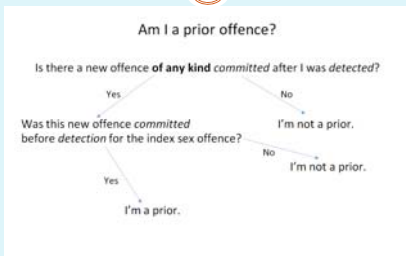 Am I a prior offence?
Is there a new offence of any kind committed after I was detected?
Yes
No
Was this new offence committed
before detection for the index sex offence?
I'm not a prior.
No
I'm not a prior.
Yes
I'm a prior.